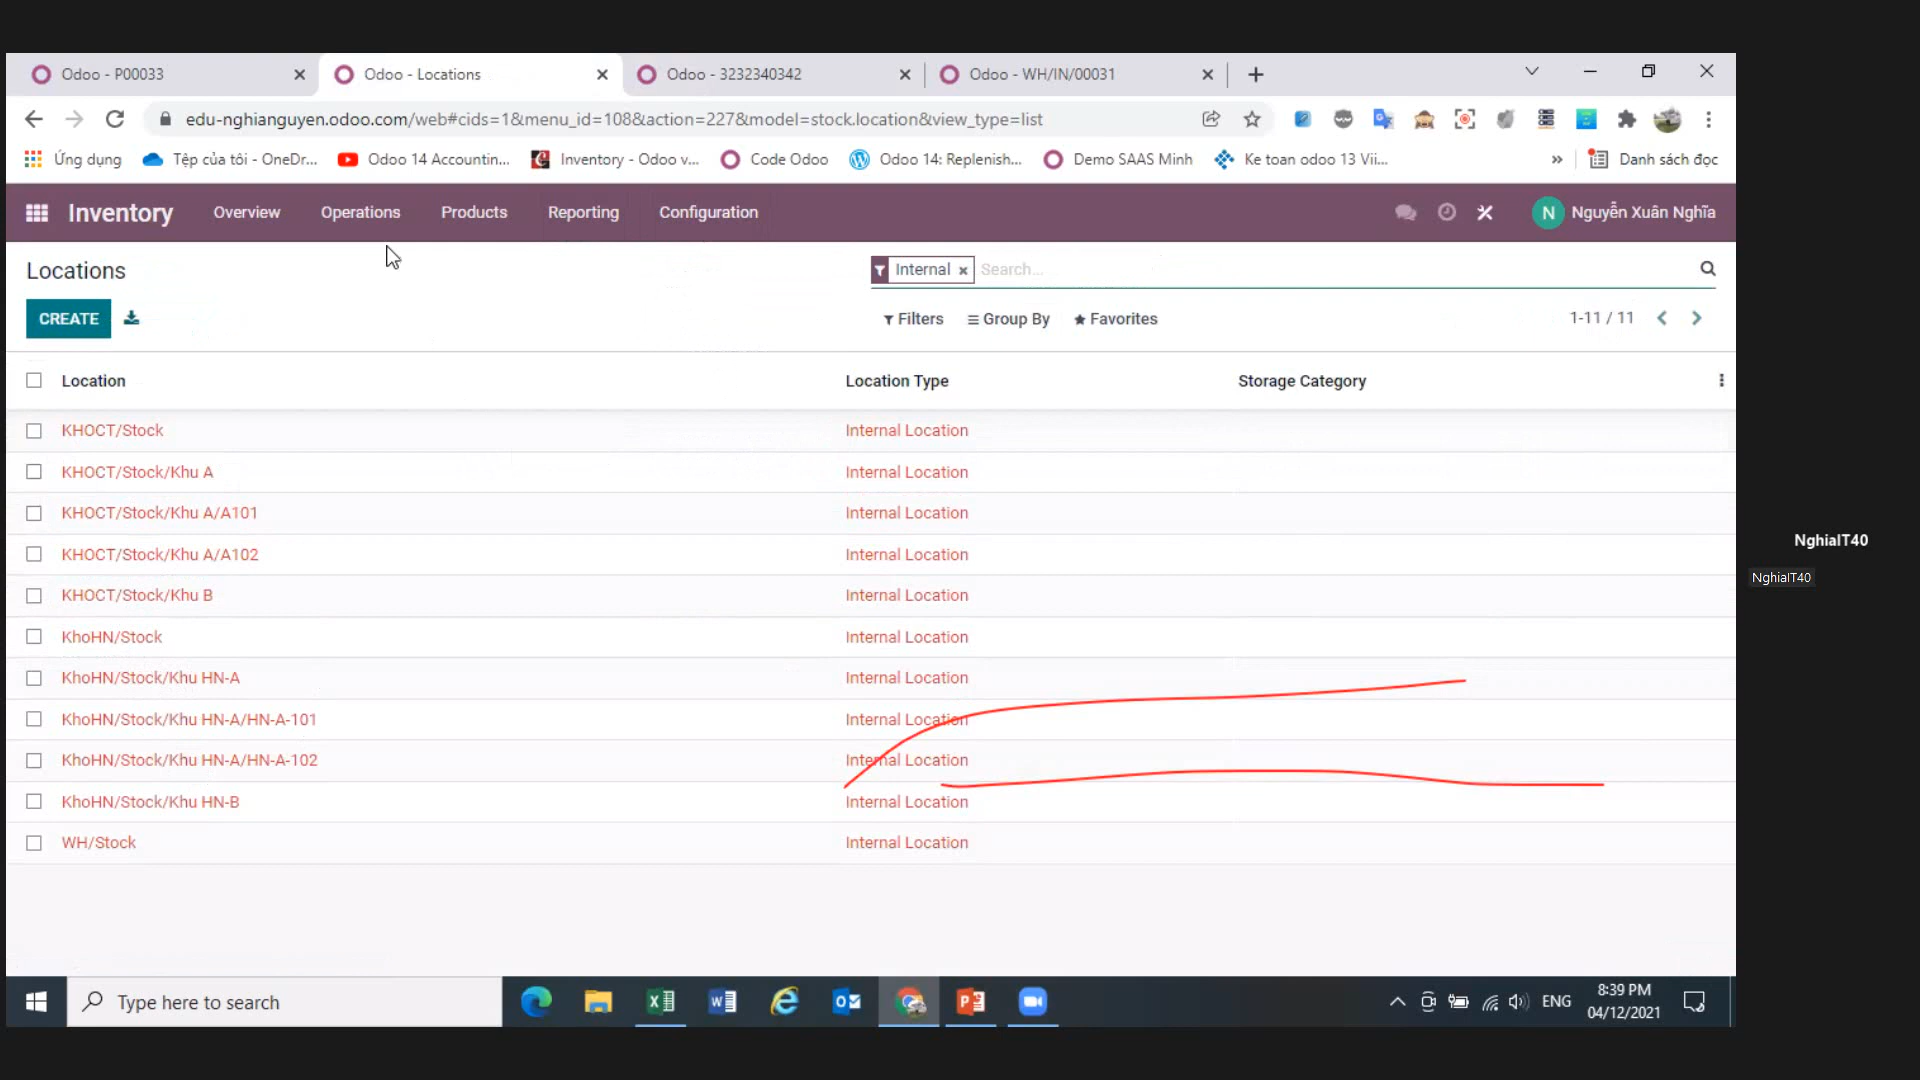 Odoo - P00033
Odoo - Locations
Odoo - 3232340342
Odoo - WH/IN/00031
edu-nghianguyen.odoo.com/web#cids=1&menu_id=108&action=227&model=stock.location&view_type=list
Ứng dụng
Tệp của tôi - OneDr...
Odoo 14 Accountin...
Inventory - Odoo v...
Code Odoo
Odoo 14: Replenish...
Demo SAAS Minh
Ke toan odoo 13 Vii...
»
Danh sách đọc
Inventory
Overview
Operations
Products
Reporting
Configuration
N
Nguyễn Xuân Nghĩa
Locations
Internal
Search...
CREATE
Filters
Group By
Favorites
1-11 / 11
Location
Location Type
Storage Category
KHOCT/Stock
Internal Location
KHOCT/Stock/Khu A
Internal Location
KHOCT/Stock/Khu A/A101
Internal Location
KHOCT/Stock/Khu A/A102
Internal Location
KHOCT/Stock/Khu B
Internal Location
KhoHN/Stock
Internal Location
KhoHN/Stock/Khu HN-A
Internal Location
KhoHN/Stock/Khu HN-A/HN-A-101
Internal Location
KhoHN/Stock/Khu HN-A/HN-A-102
Internal Location
KhoHN/Stock/Khu HN-B
Internal Location
WH/Stock
Internal Location
NghiaIT40
NghiaIT40
Type here to search
ENG
8:39 PM
04/12/2021